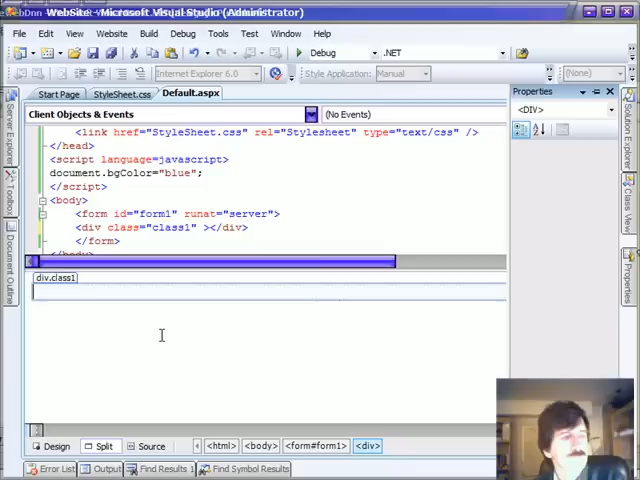 WebSite - Microsoft Visual Studio (Administrator)
File Edit View Website Build Debug Tools Test Window Help
Debug .NET
Internet Explorer 6.0 Style Application: Manual (None)
Start Page StyleSheet.css Default.aspx
Client Objects & Events (No Events)
<link href="StyleSheet.css" rel="Stylesheet" type="text/css" />
</head>
<script language=javascript>
document.bgColor="blue";
</script>
<body>
<form id="form1" runat="server">
<div class="class1" ></div>
</form>
div.class1
Design Split Source <html> <body> <form#form1> <div>
Error List Output Find Results 1 Find Symbol Results
Server Explorer
Toolbox
Document Outline
Properties
<DIV>
Solution Explorer
Class View
Properties